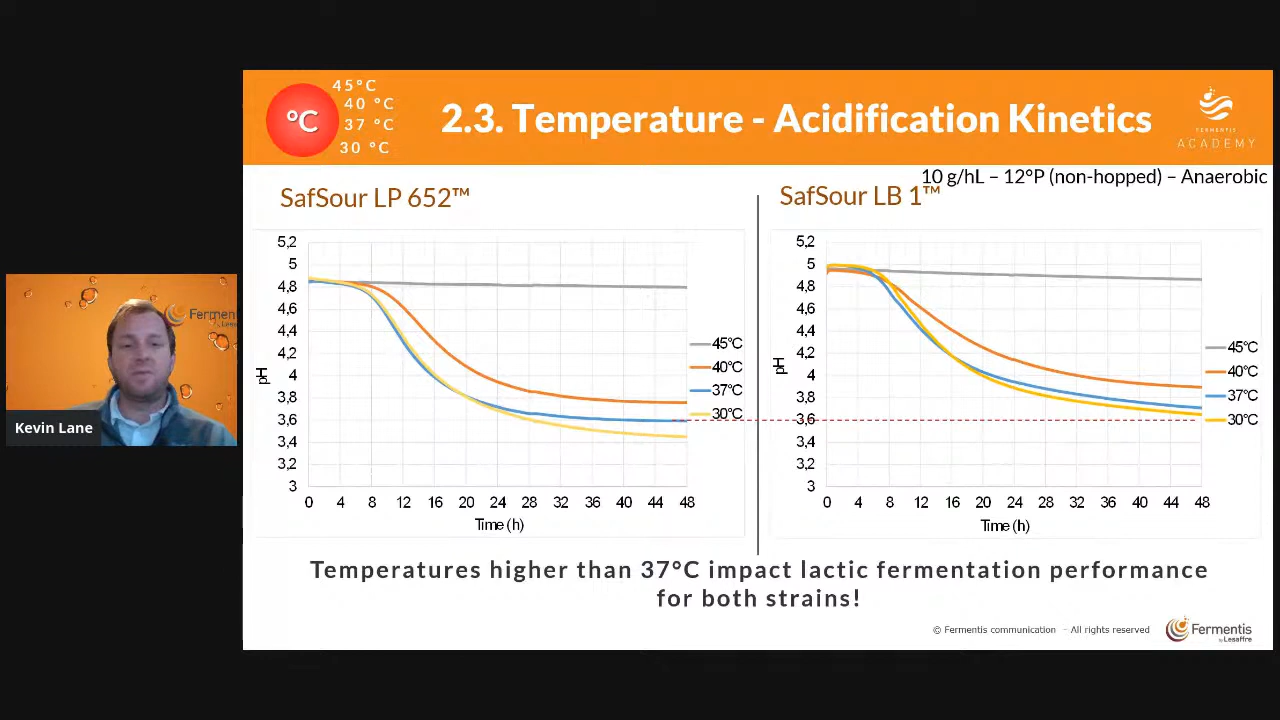 45°C
40 °C
37 °C
30 °C
°C
2.3. Temperature - Acidification Kinetics
FERMENTIS
ACADEMY
10 g/hL – 12°P (non-hopped) – Anaerobic
SafSour LP 652™
SafSour LB 1™
5,2
5
4,8
4,6
4,4
4,2
4
3,8
3,6
3,4
3,2
3
pH
0 4 8 12 16 20 24 28 32 36 40 44 48
Time (h)
45°C
40°C
37°C
30°C
5,2
5
4,8
4,6
4,4
4,2
4
3,8
3,6
3,4
3,2
3
pH
0 4 8 12 16 20 24 28 32 36 40 44 48
Time (h)
45°C
40°C
37°C
30°C
Fermen
by Lesaffre
Kevin Lane
Temperatures higher than 37°C impact lactic fermentation performance
for both strains!
© Fermentis communication - All rights reserved
Fermentis
by Lesaffre